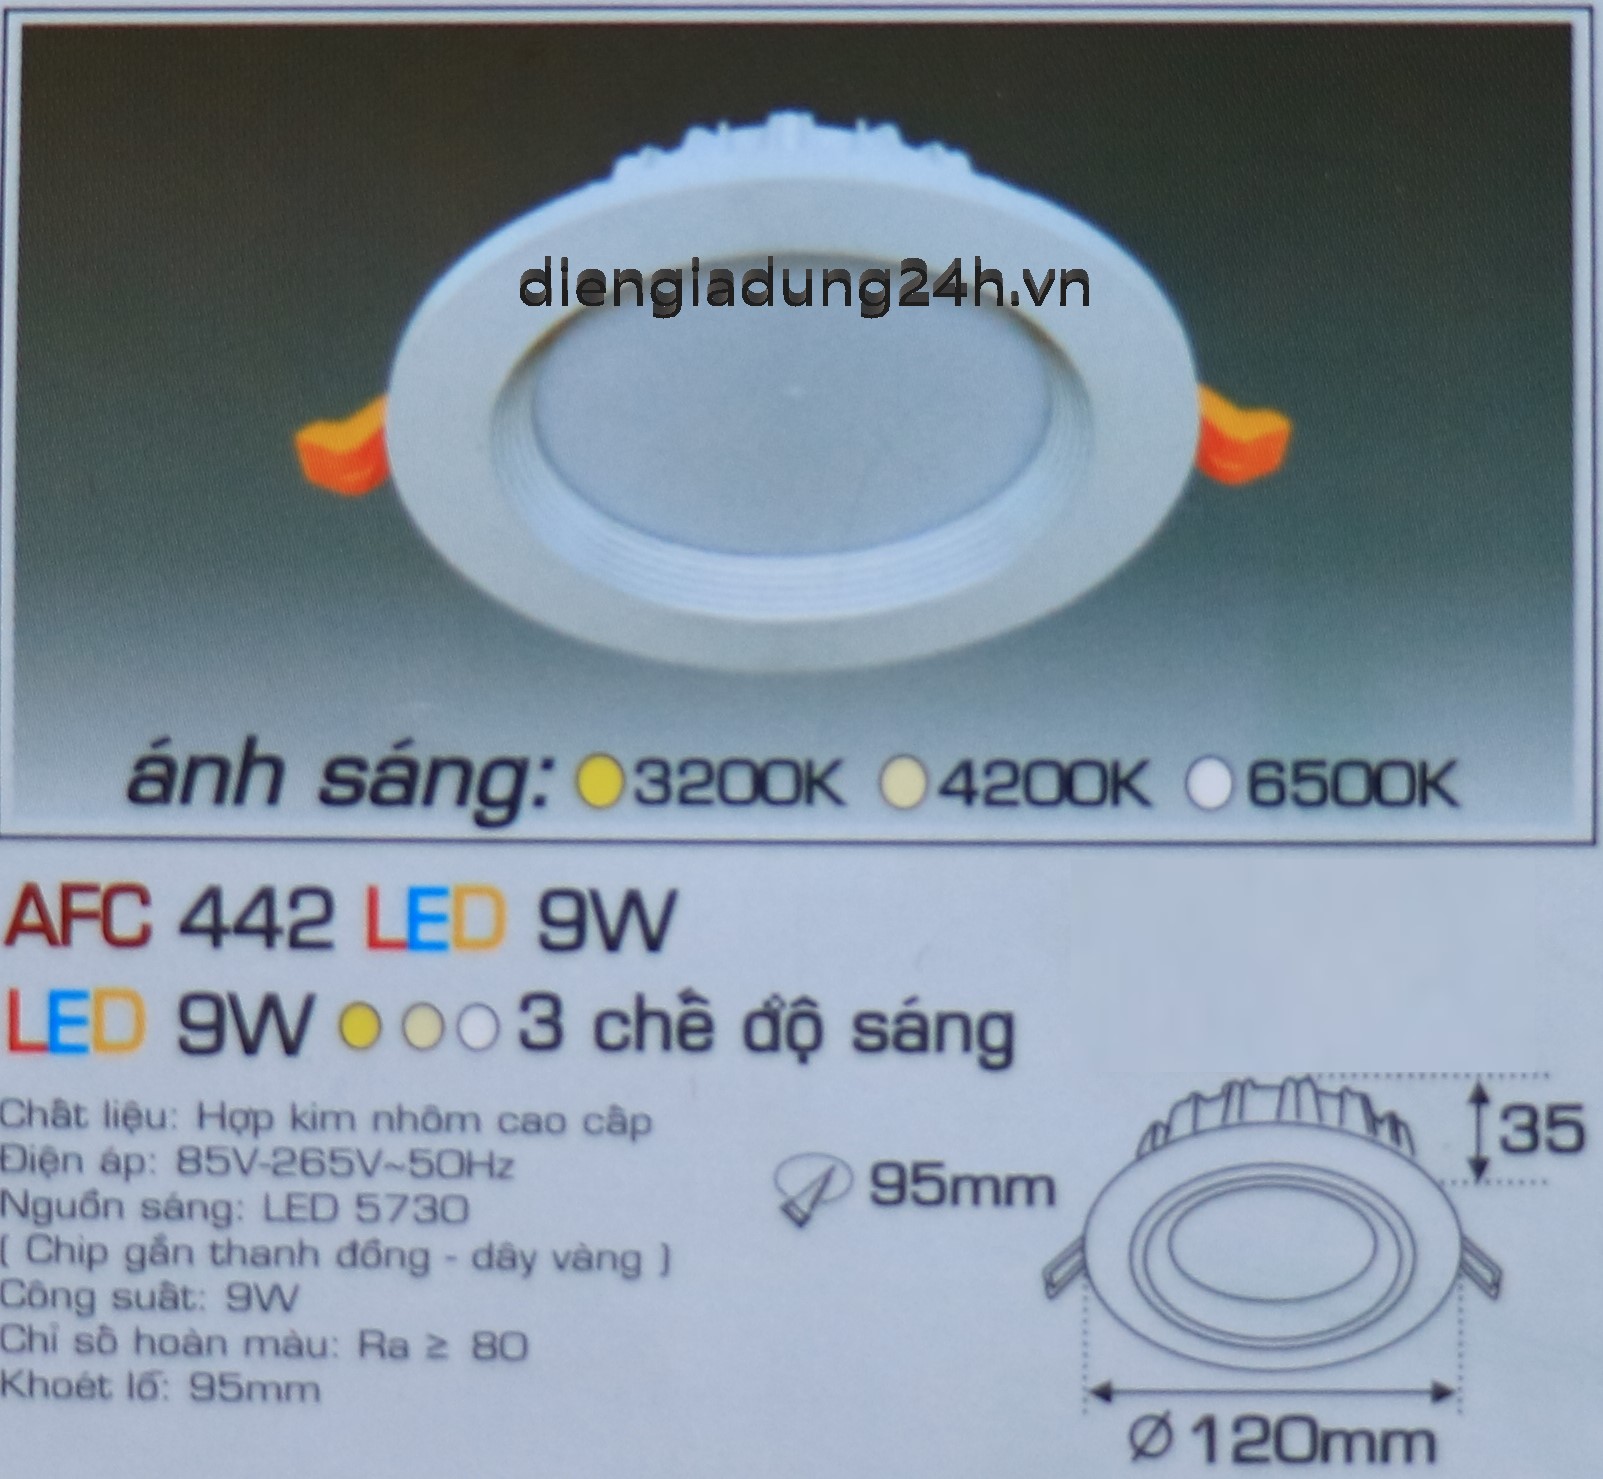 diengiadung24h.vn
ánh sáng: 3200K 4200K 6500K
AFC 442 LED 9W
LED 9W 3 chế độ sáng
Chất liệu: Hợp kim nhôm cao cấp
Điện áp: 85V-265V~50Hz
Nguồn sáng: LED 5730
( Chip gắn thanh đồng - dây vàng )
Công suất: 9W
Chỉ số hoàn màu: Ra ≥ 80
Khoét lỗ: 95mm
95mm
35
Ø 120mm